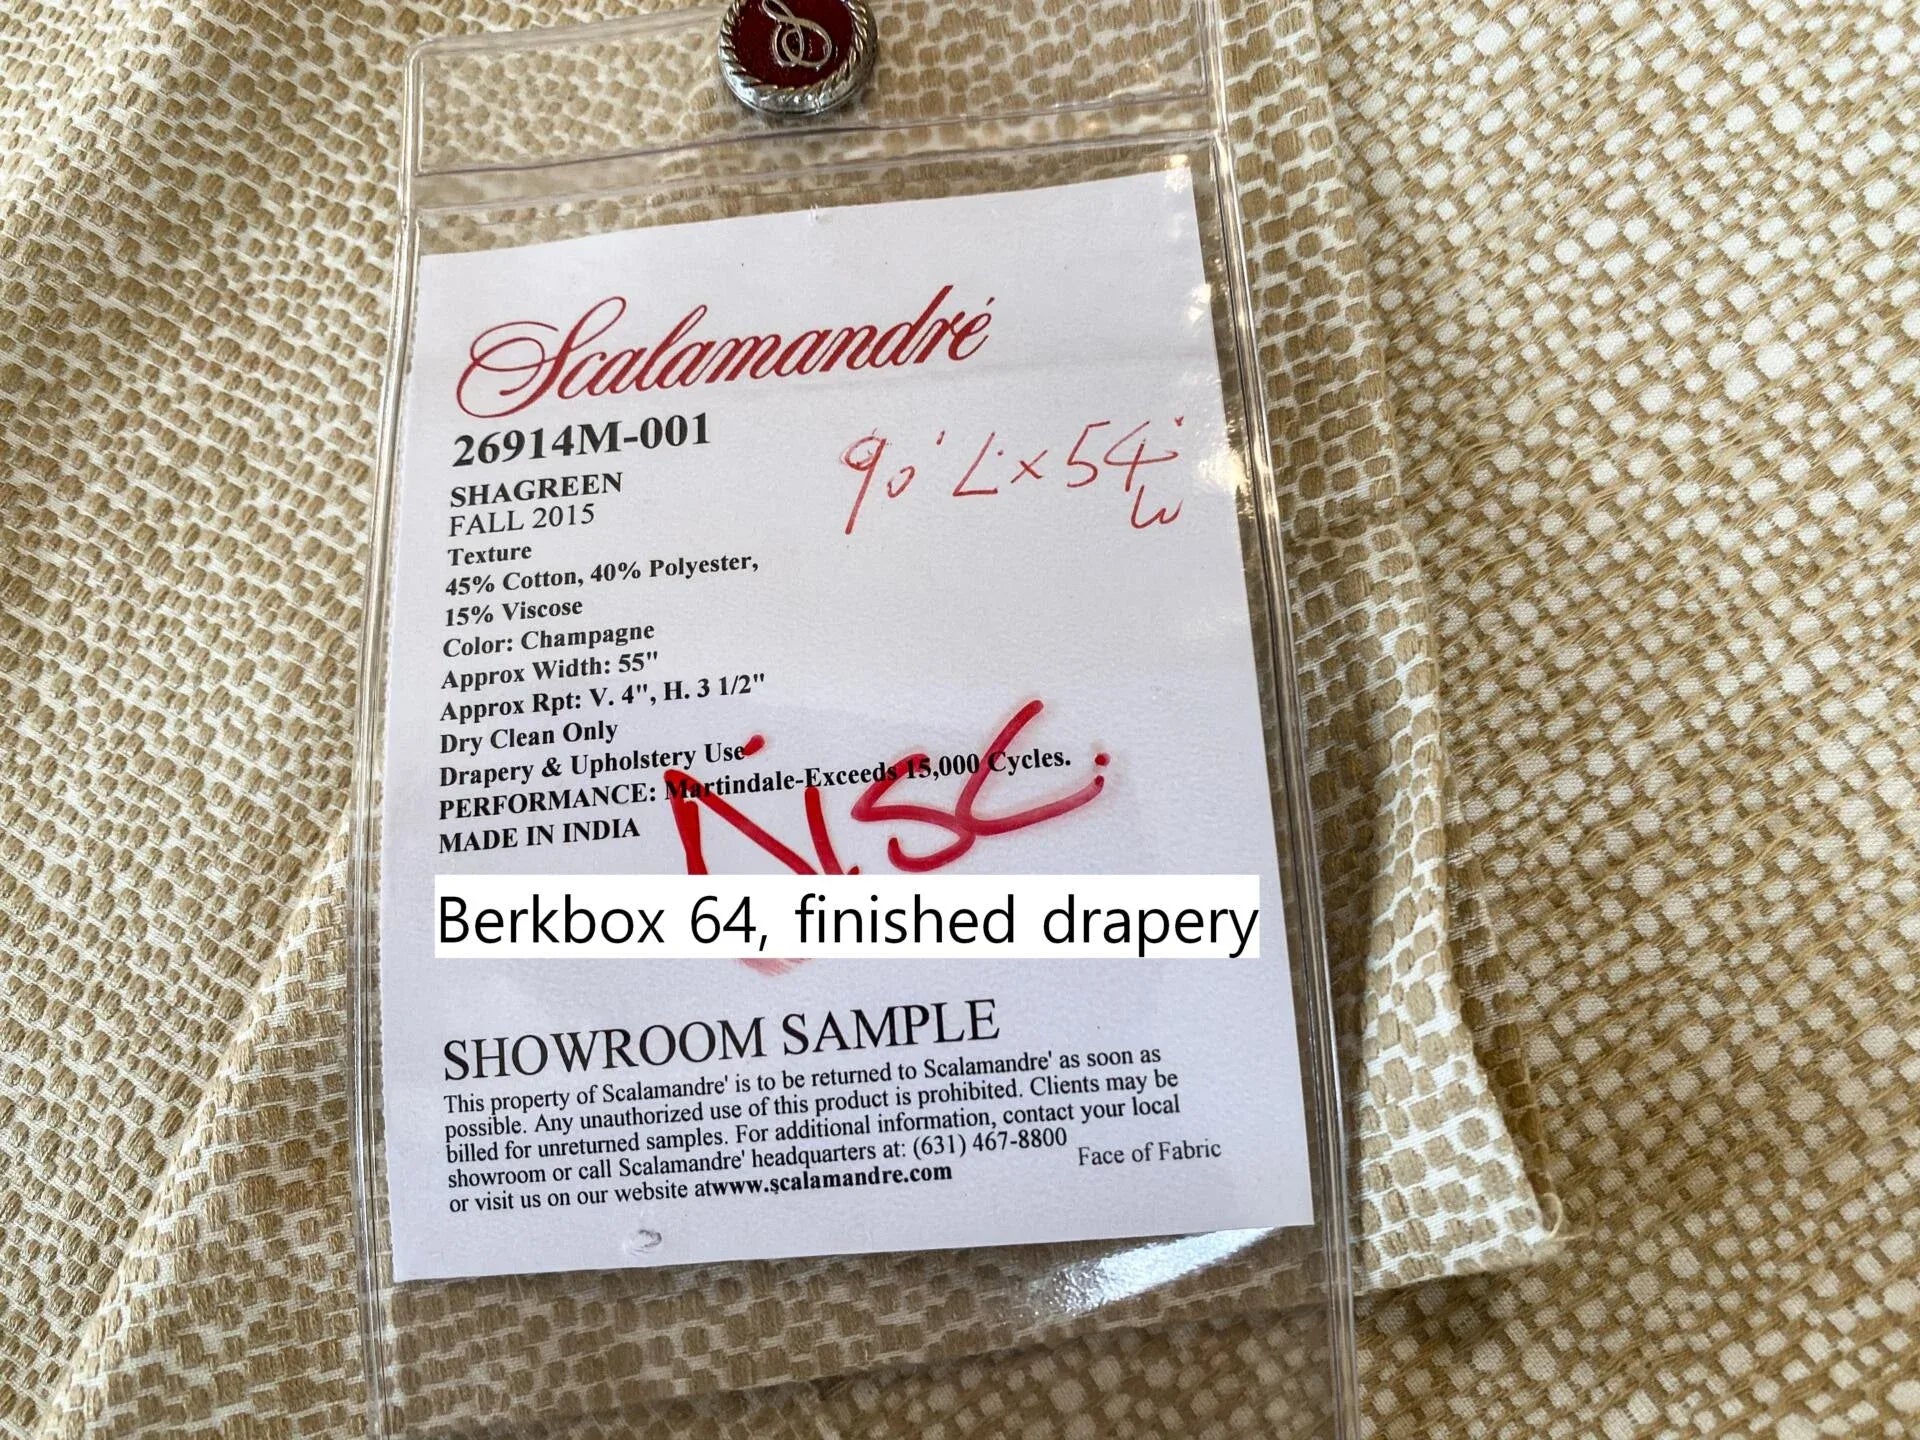 Scalamandré
26914M-001
90" L x 54"
W
SHAGREEN
FALL 2015
Texture
45% Cotton, 40% Polyester,
15% Viscose
Color: Champagne
Approx Width: 55"
Approx Rpt: V. 4", H. 3 1/2"
Dry Clean Only
Drapery & Upholstery Use
PERFORMANCE: Martindale-Exceeds 15,000 Cycles.
MADE IN INDIA
Berkbox 64, finished drapery
SHOWROOM SAMPLE
This property of Scalamandre' is to be returned to Scalamandre' as soon as
possible. Any unauthorized use of this product is prohibited. Clients may be
billed for unreturned samples. For additional information, contact your local
showroom or call Scalamandre' headquarters at: (631) 467-8800
or visit us on our website atwww.scalamandre.com
Face of Fabric